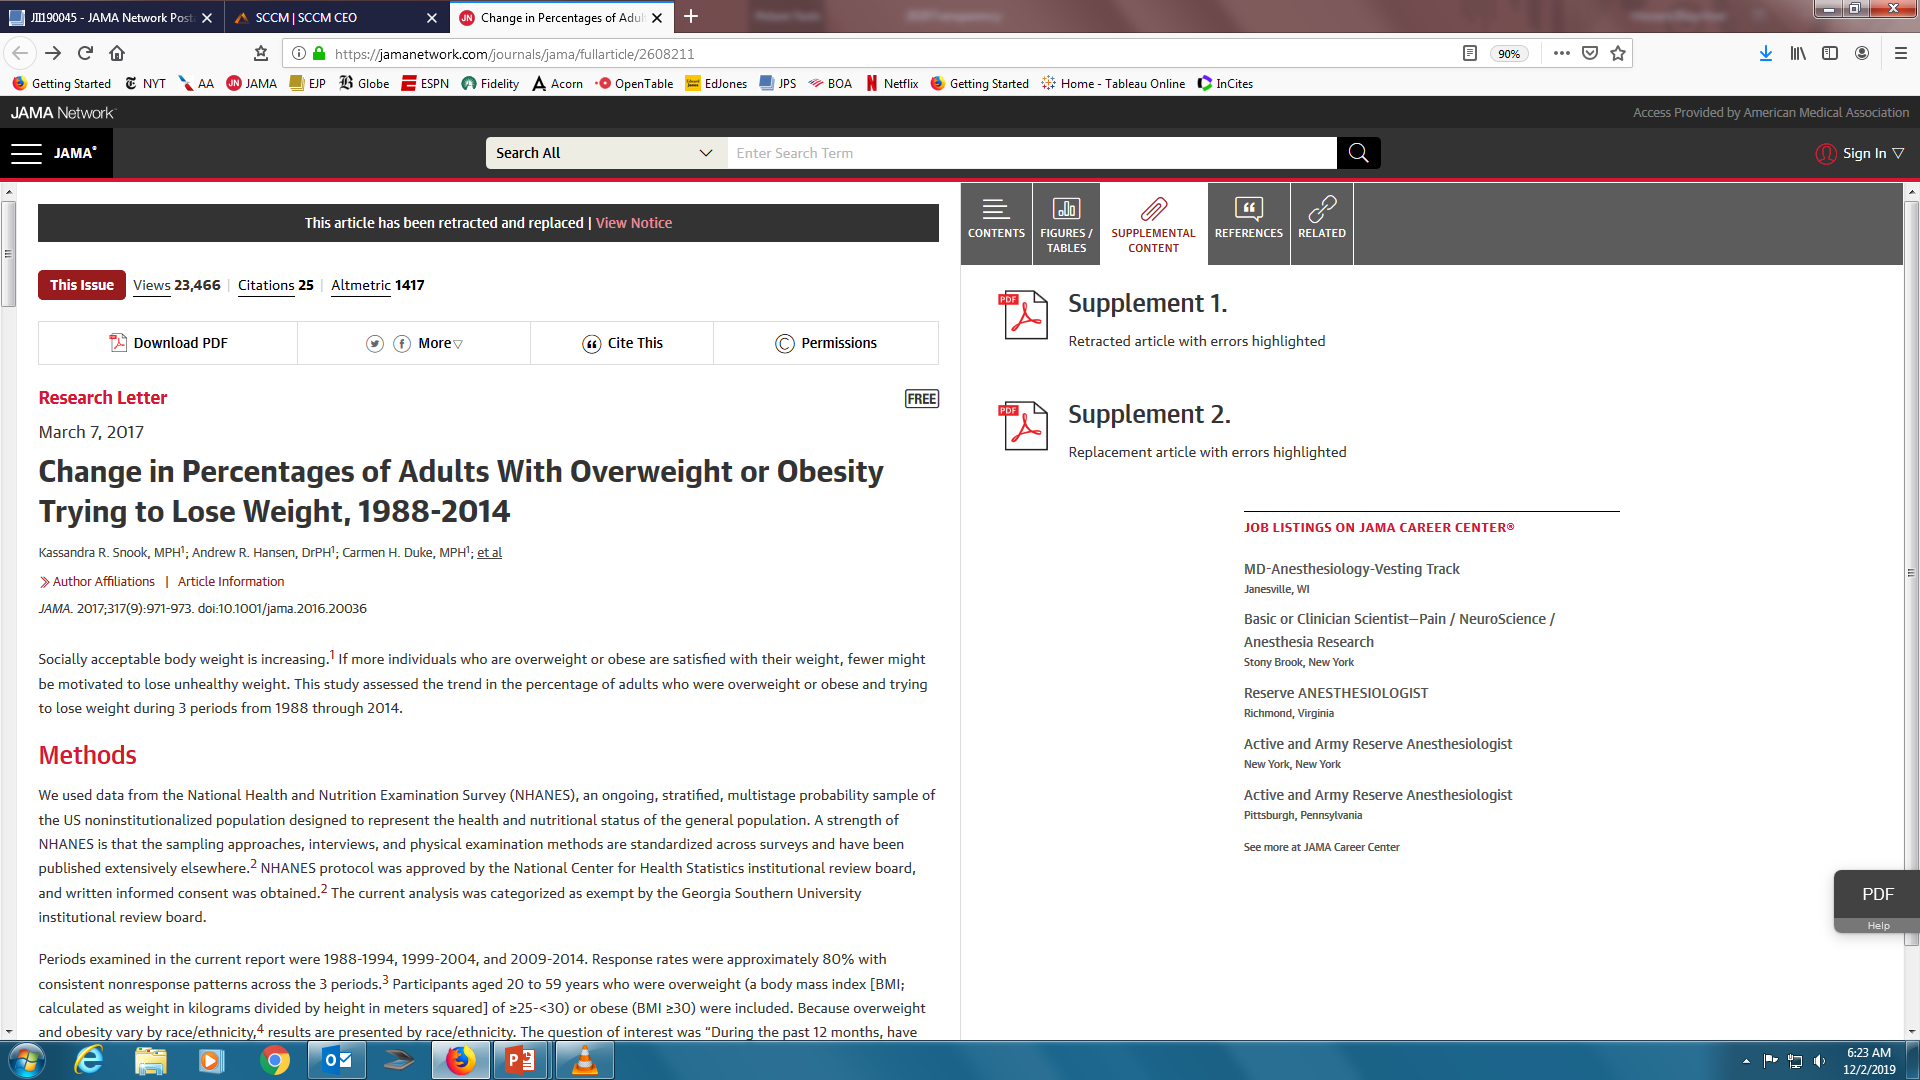 JII190045 - JAMA Network Post
SCCM | SCCM CEO
Change in Percentages of Adul
https://jamanetwork.com/journals/jama/fullarticle/2608211
90%
Getting Started NYT AA JAMA EJP Globe ESPN Fidelity Acorn OpenTable EdJones JPS BOA Netflix Getting Started Home - Tableau Online InCites
JAMA Network
Access Provided by American Medical Association
JAMA®
Search All
Enter Search Term
Sign In
This article has been retracted and replaced | View Notice
This Issue Views 23,466 | Citations 25 | Altmetric 1417
Download PDF
More
Cite This
Permissions
Research Letter
FREE
March 7, 2017
Change in Percentages of Adults With Overweight or Obesity
Trying to Lose Weight, 1988-2014
Kassandra R. Snook, MPH1; Andrew R. Hansen, DrPH1; Carmen H. Duke, MPH1; et al
Author Affiliations | Article Information
JAMA. 2017;317(9):971-973. doi:10.1001/jama.2016.20036
Socially acceptable body weight is increasing.1 If more individuals who are overweight or obese are satisfied with their weight, fewer might
be motivated to lose unhealthy weight. This study assessed the trend in the percentage of adults who were overweight or obese and trying
to lose weight during 3 periods from 1988 through 2014.
Methods
We used data from the National Health and Nutrition Examination Survey (NHANES), an ongoing, stratified, multistage probability sample of
the US noninstitutionalized population designed to represent the health and nutritional status of the general population. A strength of
NHANES is that the sampling approaches, interviews, and physical examination methods are standardized across surveys and have been
published extensively elsewhere.2 NHANES protocol was approved by the National Center for Health Statistics institutional review board,
and written informed consent was obtained.2 The current analysis was categorized as exempt by the Georgia Southern University
institutional review board.
Periods examined in the current report were 1988-1994, 1999-2004, and 2009-2014. Response rates were approximately 80% with
consistent nonresponse patterns across the 3 periods.3 Participants aged 20 to 59 years who were overweight (a body mass index [BMI;
calculated as weight in kilograms divided by height in meters squared] of ≥25-<30) or obese (BMI ≥30) were included. Because overweight
and obesity vary by race/ethnicity,4 results are presented by race/ethnicity. The question of interest was “During the past 12 months, have
CONTENTS
FIGURES /
TABLES
SUPPLEMENTAL
CONTENT
REFERENCES
RELATED
PDF
Supplement 1.
Retracted article with errors highlighted
PDF
Supplement 2.
Replacement article with errors highlighted
JOB LISTINGS ON JAMA CAREER CENTER®
MD-Anesthesiology-Vesting Track
Janesville, WI
Basic or Clinician Scientist—Pain / NeuroScience /
Anesthesia Research
Stony Brook, New York
Reserve ANESTHESIOLOGIST
Richmond, Virginia
Active and Army Reserve Anesthesiologist
New York, New York
Active and Army Reserve Anesthesiologist
Pittsburgh, Pennsylvania
See more at JAMA Career Center
PDF
Help
6:23 AM
12/2/2019